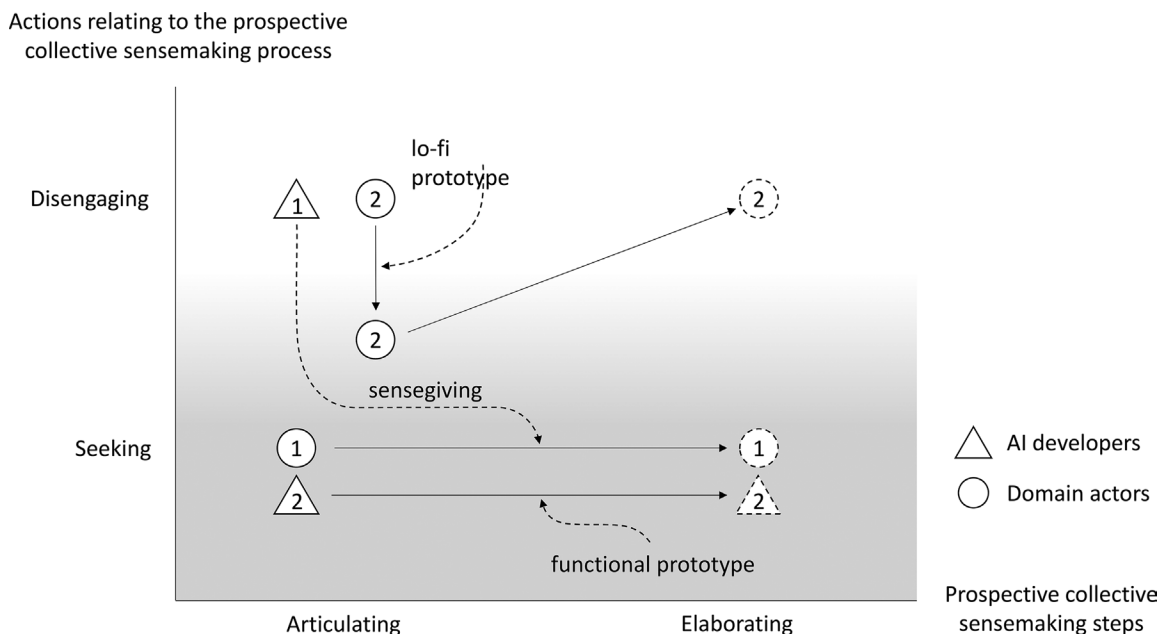 Actions relating to the prospective
collective sensemaking process
lo-fi
prototype
Disengaging
1
2
2
2
sensegiving
Seeking
1
1
2
2
functional prototype
AI developers
Domain actors
Articulating
Elaborating
Prospective collective
sensemaking steps